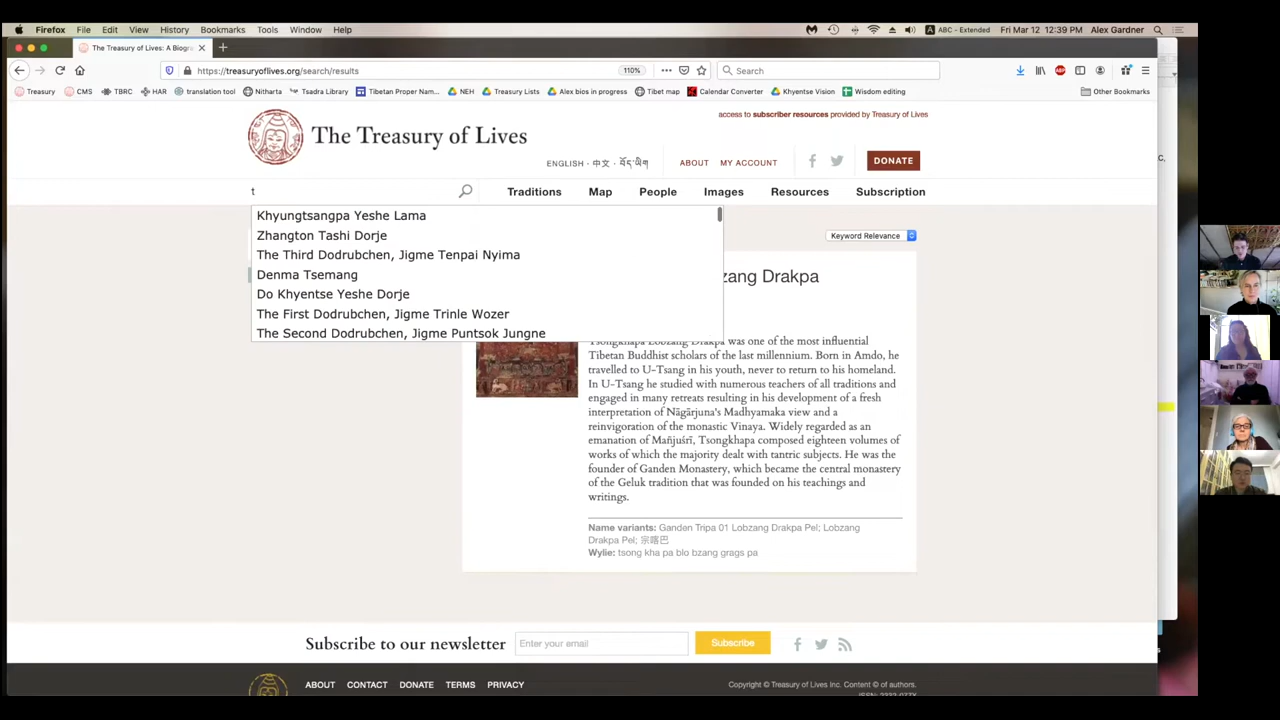 Firefox File Edit View History Bookmarks Tools Window Help ABC - Extended Fri Mar 12 12:39 PM Alex Gardner
The Treasury of Lives: A Biogra
https://treasuryoflives.org/search/results 110% Search
Treasury CMS TBRC HAR translation tool Nitharta Tsadra Library Tibetan Proper Nam... NEH Treasury Lists Alex bios in progress Tibet map Calendar Converter Khyentse Vision Wisdom editing Other Bookmarks
access to subscriber resources provided by Treasury of Lives
The Treasury of Lives
ENGLISH · 中文 · བོད་ཡིག ABOUT MY ACCOUNT DONATE
t Traditions Map People Images Resources Subscription
Khyungtsangpa Yeshe Lama
Zhangton Tashi Dorje
The Third Dodrubchen, Jigme Tenpai Nyima
Denma Tsemang
Do Khyentse Yeshe Dorje
The First Dodrubchen, Jigme Trinle Wozer
The Second Dodrubchen, Jigme Puntsok Jungne
Keyword Relevance
zang Drakpa
Tsongkhapa Lobzang Drakpa was one of the most influential
Tibetan Buddhist scholars of the last millennium. Born in Amdo, he
travelled to U-Tsang in his youth, never to return to his homeland.
In U-Tsang he studied with numerous teachers of all traditions and
engaged in many retreats resulting in his development of a fresh
interpretation of Nāgārjuna's Madhyamaka view and a
reinvigoration of the monastic Vinaya. Widely regarded as an
emanation of Mañjuśrī, Tsongkhapa composed eighteen volumes of
works of which the majority dealt with tantric subjects. He was the
founder of Ganden Monastery, which became the central monastery
of the Geluk tradition that was founded on his teachings and
writings.
Name variants: Ganden Tripa 01 Lobzang Drakpa Pel; Lobzang
Drakpa Pel; 宗喀巴
Wylie: tsong kha pa blo bzang grags pa
Subscribe to our newsletter Enter your email Subscribe
ABOUT CONTACT DONATE TERMS PRIVACY
Copyright © Treasury of Lives Inc. Content © of authors.
ISSN: 2332-077X